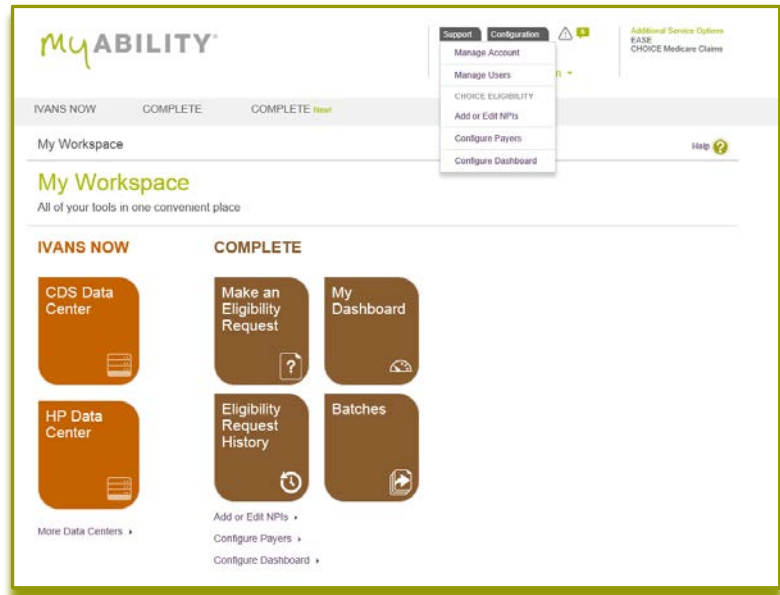 MyABILITY®
Support
Configuration
Manage Account
Manage Users
CHOICE ELIGIBILITY
Add or Edit NPIs
Configure Payers
Configure Dashboard
Additional Service Options
EASE
CHOICE Medicare Claims
IVANS NOW COMPLETE COMPLETE New!
My Workspace
Help ?
My Workspace
All of your tools in one convenient place
IVANS NOW
COMPLETE
CDS Data
Center
Make an
Eligibility
Request
?
My
Dashboard
HP Data
Center
Eligibility
Request
History
Batches
More Data Centers
Add or Edit NPIs
Configure Payers
Configure Dashboard